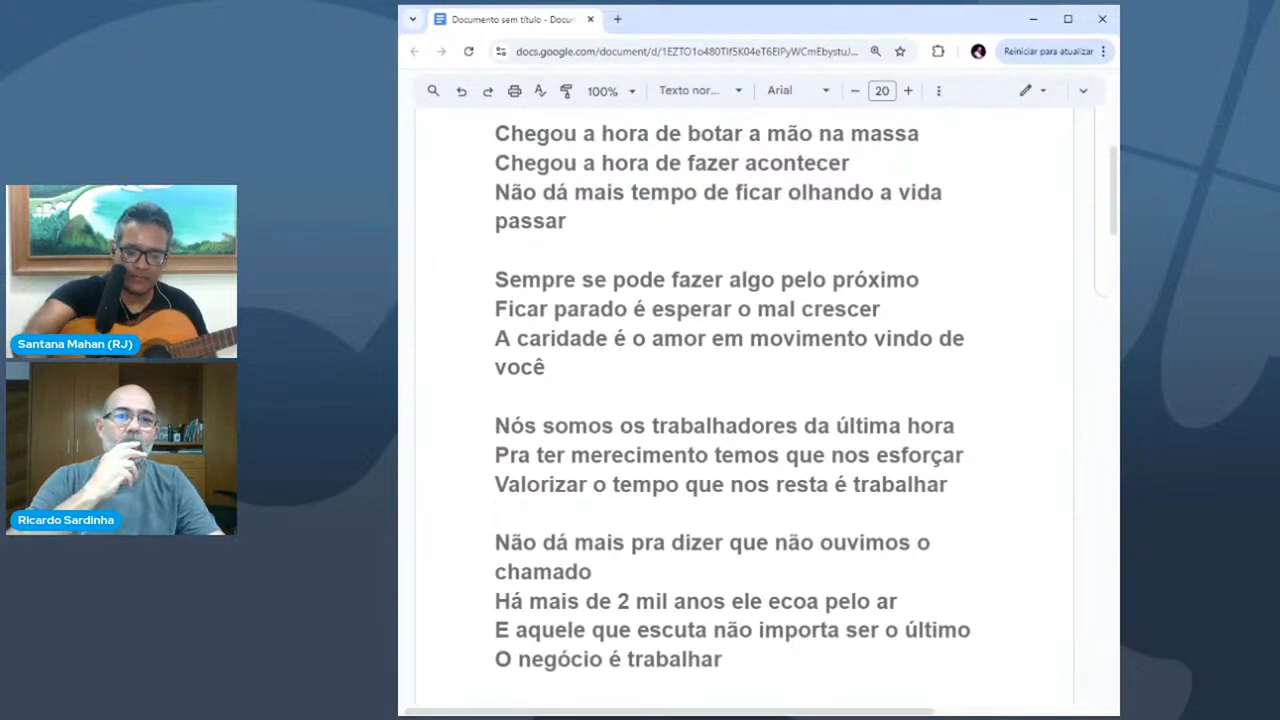 Documento sem título - Docu
docs.google.com/document/d/1EZTO1o480TIf5K04eT6EIPyWCmEbystuJ...
Reiniciar para atualizar
100%
Texto nor...
Arial
20
Chegou a hora de botar a mão na massa
Chegou a hora de fazer acontecer
Não dá mais tempo de ficar olhando a vida
passar
Sempre se pode fazer algo pelo próximo
Ficar parado é esperar o mal crescer
A caridade é o amor em movimento vindo de
você
Nós somos os trabalhadores da última hora
Pra ter merecimento temos que nos esforçar
Valorizar o tempo que nos resta é trabalhar
Não dá mais pra dizer que não ouvimos o
chamado
Há mais de 2 mil anos ele ecoa pelo ar
E aquele que escuta não importa ser o último
O negócio é trabalhar
Santana Mahan (RJ)
Ricardo Sardinha